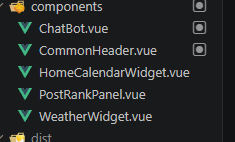 components
ChatBot.vue
CommonHeader.vue
HomeCalendarWidget.vue
PostRankPanel.vue
WeatherWidget.vue
dist